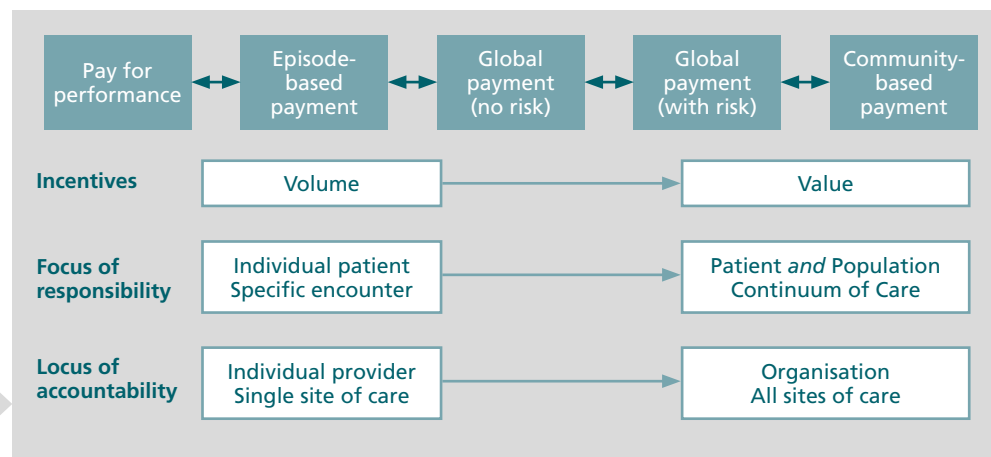 Pay for
performance
Episode-
based
payment
Global
payment
(no risk)
Global
payment
(with risk)
Community-
based
payment
Incentives
Volume
Value
Focus of
responsibility
Individual patient
Specific encounter
Patient and Population
Continuum of Care
Locus of
accountability
Individual provider
Single site of care
Organisation
All sites of care